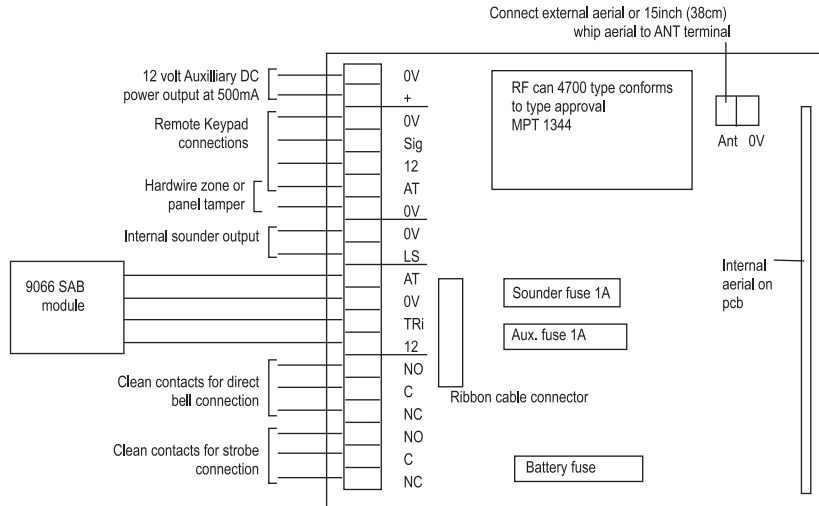 Connect external aerial or 15inch (38cm)
whip aerial to ANT terminal
12 volt Auxilliary DC
power output at 500mA
Remote Keypad
connections
Hardwire zone or
panel tamper
Internal sounder output
9066 SAB
module
Clean contacts for direct
bell connection
Clean contacts for strobe
connection
0V
+
0V
Sig
12
AT
0V
0V
LS
AT
0V
TRi
12
NO
C
NC
NO
C
NC
RF can 4700 type conforms
to type approval
MPT 1344
Ant 0V
Sounder fuse 1A
Aux. fuse 1A
Ribbon cable connector
Battery fuse
Internal
aerial on
pcb